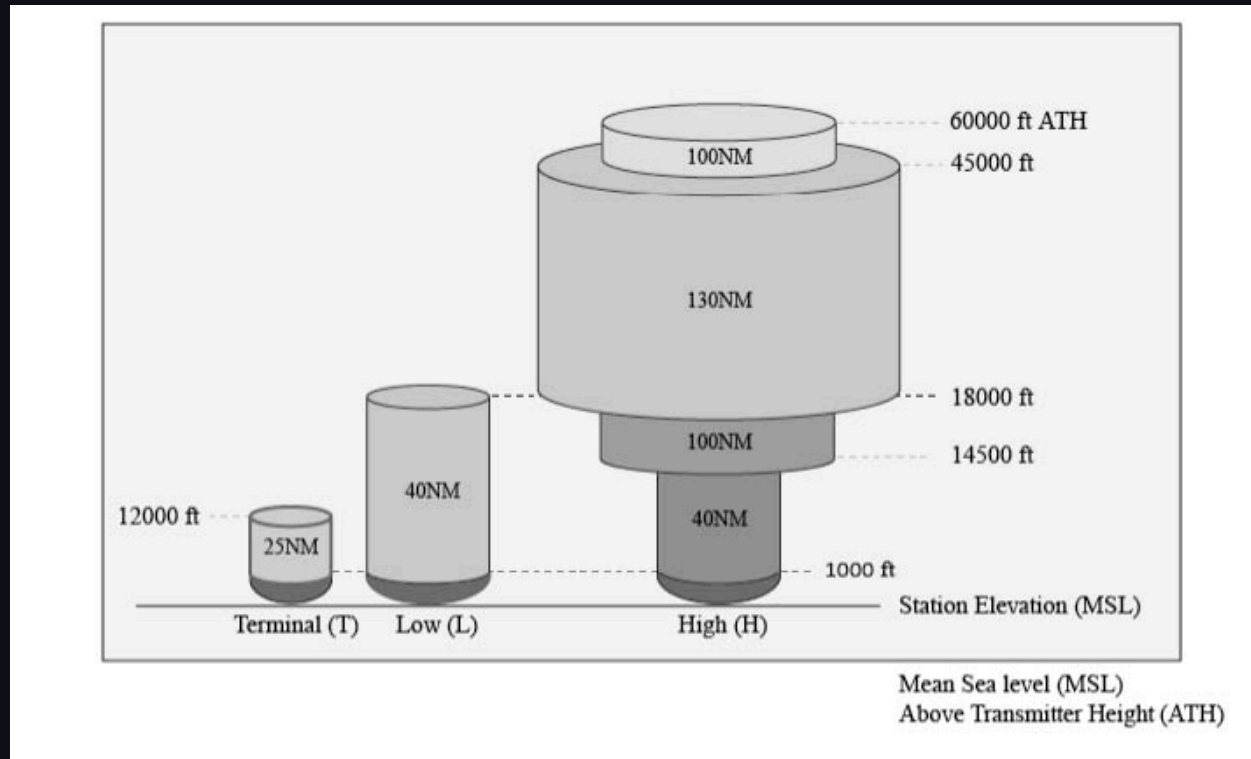 60000 ft ATH
100NM
45000 ft
130NM
18000 ft
100NM
14500 ft
40NM
40NM
12000 ft
25NM
1000 ft
Station Elevation (MSL)
Terminal (T) Low (L) High (H)
Mean Sea level (MSL)
Above Transmitter Height (ATH)